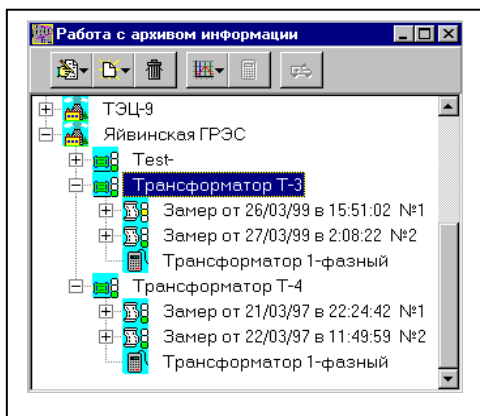 Работа с архивом информации
ТЭЦ-9
Яйвинская ГРЭС
Test-
Трансформатор Т-3
Замер от 26/03/99 в 15:51:02 №1
Замер от 27/03/99 в 2:08:22 №2
Трансформатор 1-фазный
Трансформатор Т-4
Замер от 21/03/97 в 22:24:42 №1
Замер от 22/03/97 в 11:49:59 №2
Трансформатор 1-фазный